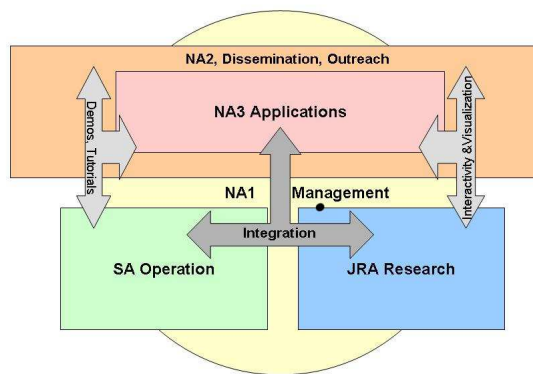 NA2, Dissemination, Outreach
NA3 Applications
Demos, Tutorials
Interactivity &Visualization
NA1 Management
Integration
SA Operation
JRA Research